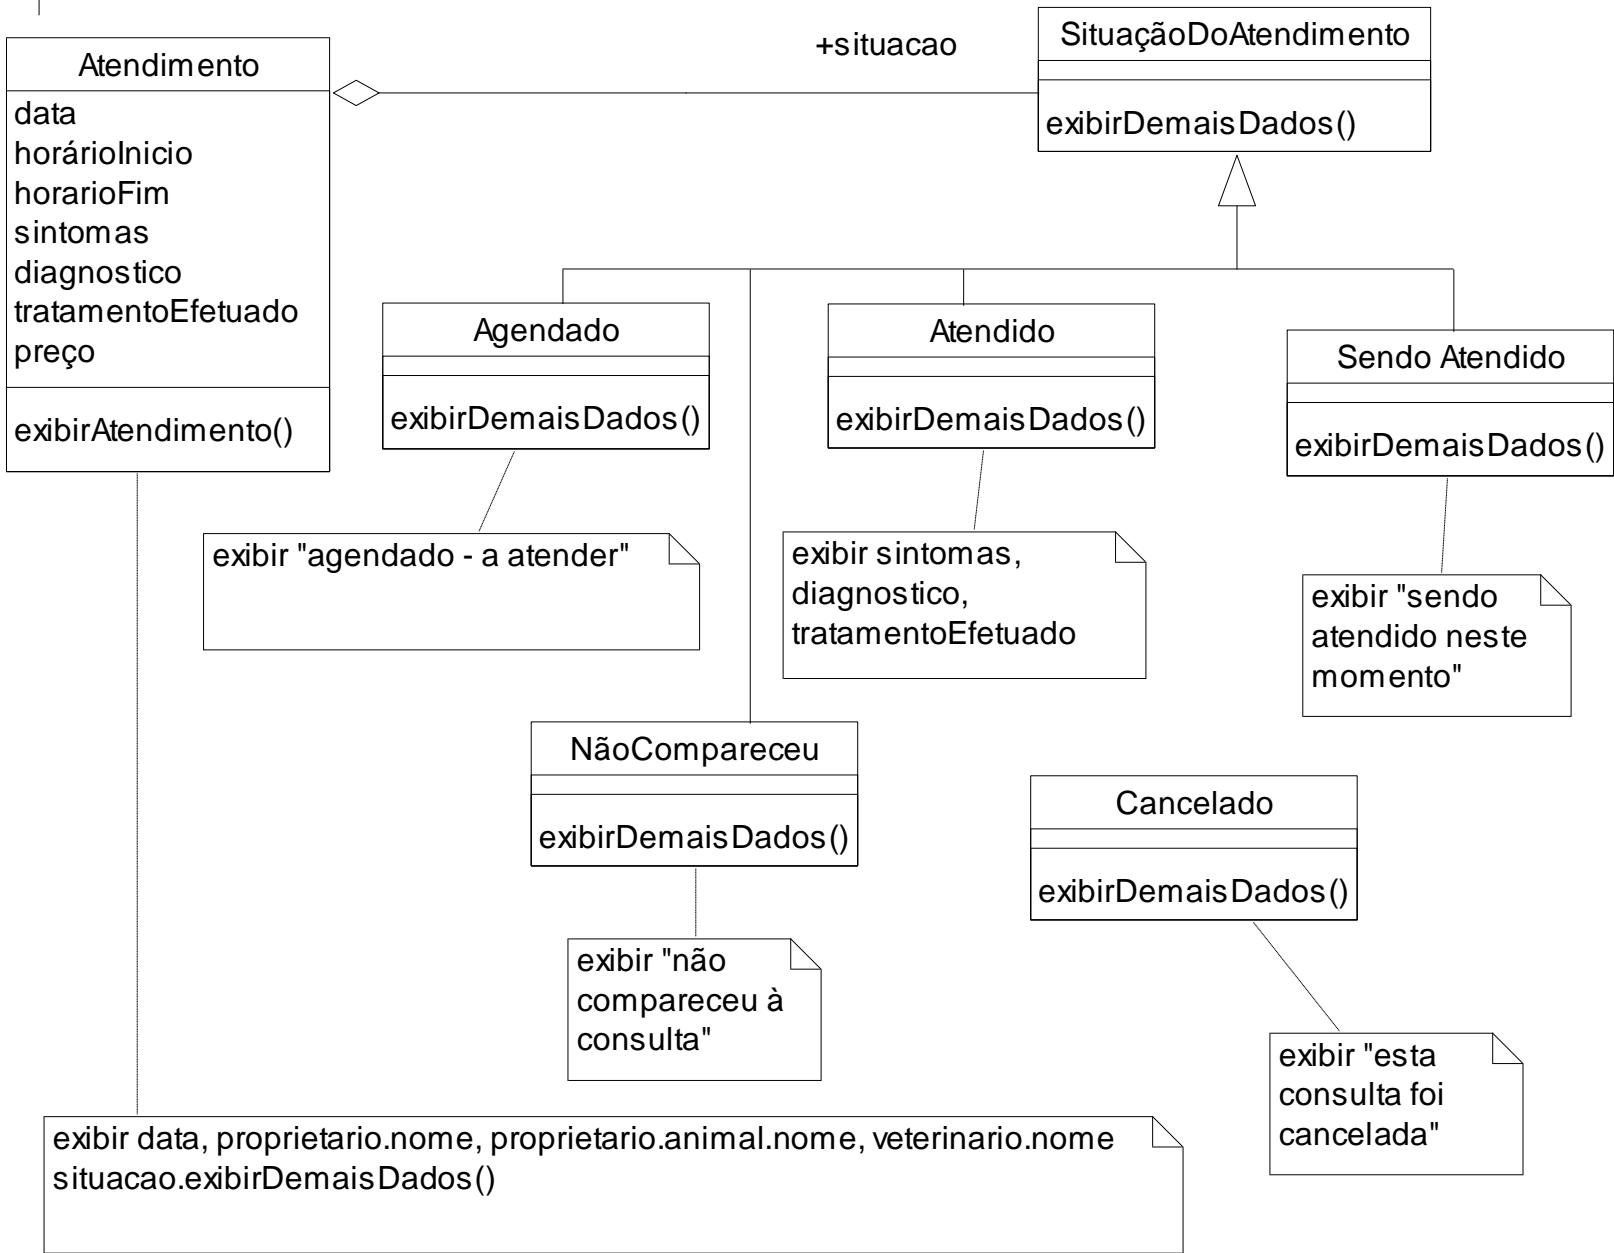 Atendimento
data
horárioInicio
horarioFim
sintomas
diagnostico
tratamentoEfetuado
preço
exibirAtendimento()
+situacao
SituaçãoDoAtendimento
exibirDemaisDados()
Agendado
exibirDemaisDados()
Atendido
exibirDemaisDados()
Sendo Atendido
exibirDemaisDados()
exibir "agendado - a atender"
exibir sintomas,
diagnostico,
tratamentoEfetuado
exibir "sendo
atendido neste
momento"
NãoCompareceu
exibirDemaisDados()
Cancelado
exibirDemaisDados()
exibir "não
compareceu à
consulta"
exibir "esta
consulta foi
cancelada"
exibir data, proprietario.nome, proprietario.animal.nome, veterinario.nome
situacao.exibirDemaisDados()